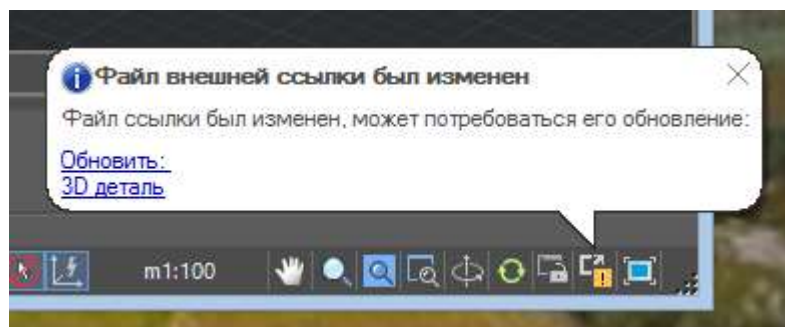 Файл внешней ссылки был изменен
Файл ссылки был изменен, может потребоваться его обновление:
Обновить:
3D деталь
m1:100